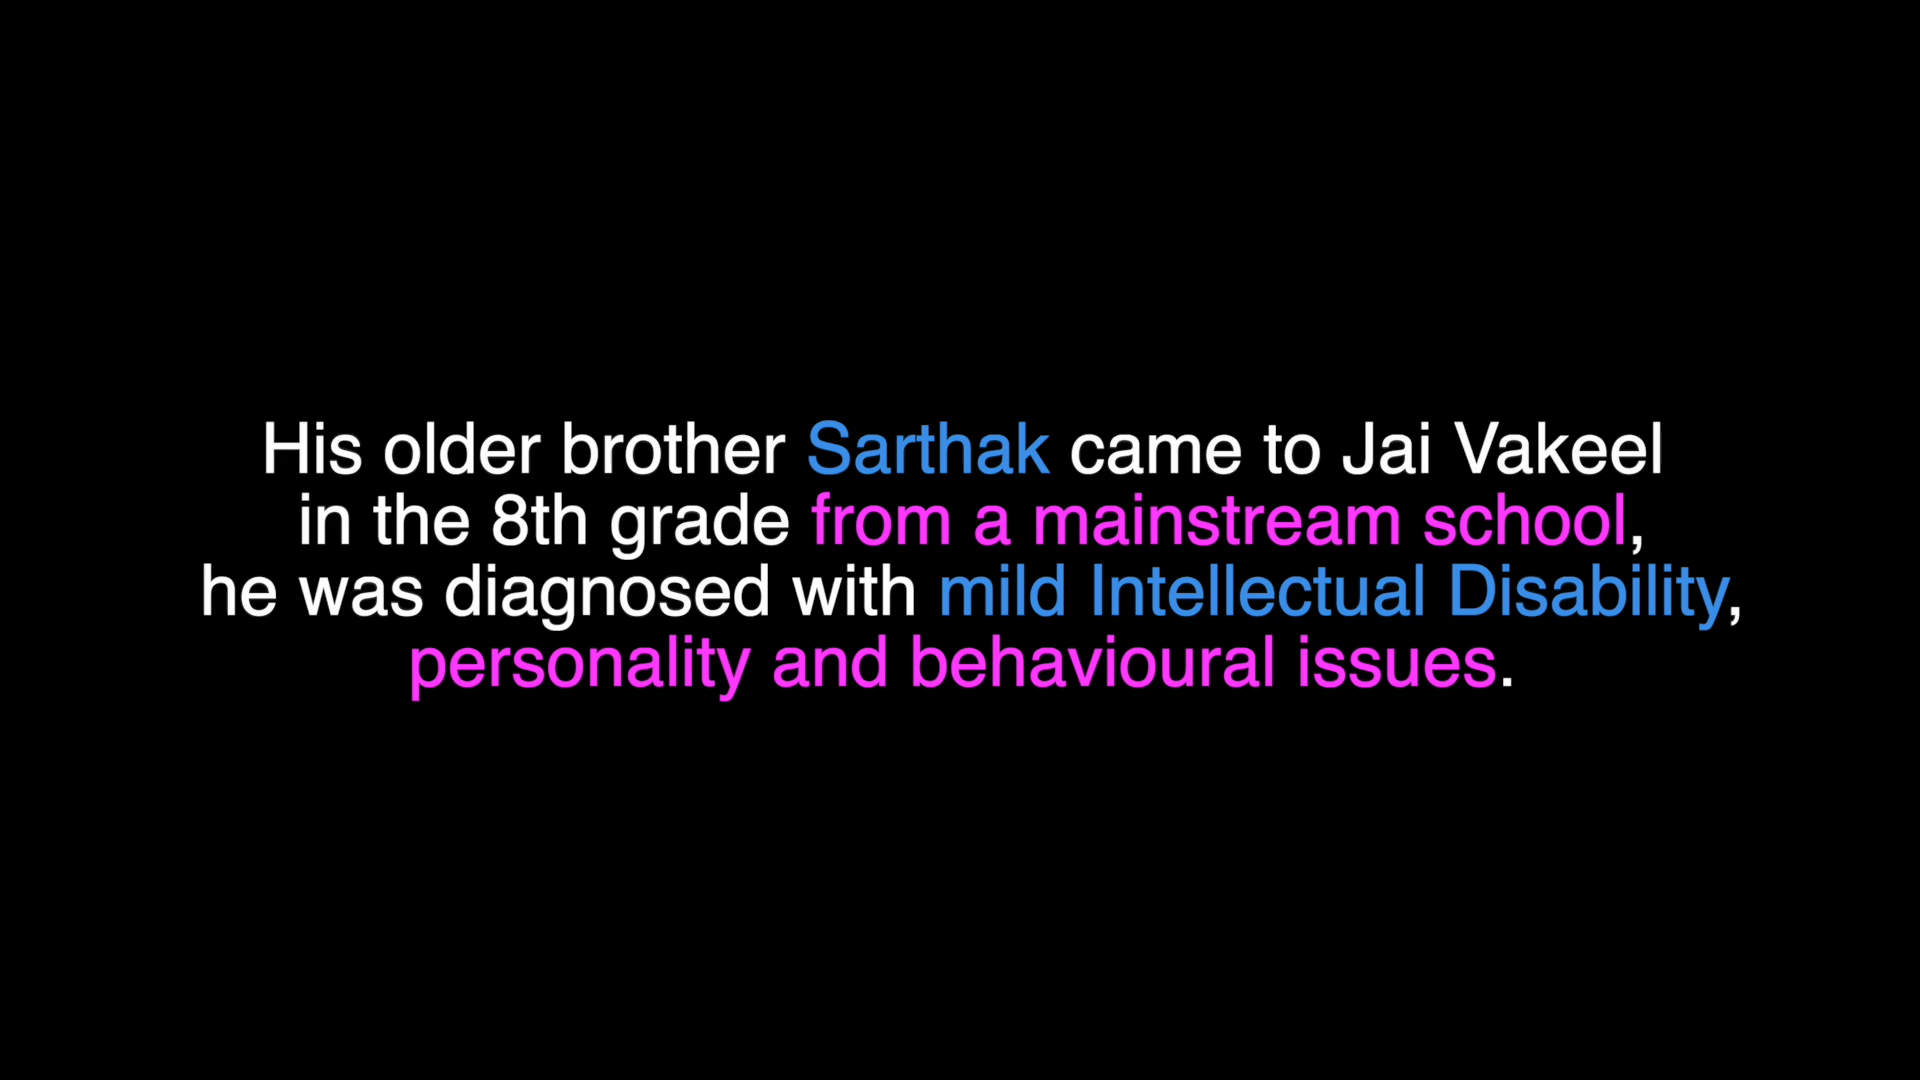 His older brother Sarthak came to Jai Vakeel
in the 8th grade from a mainstream school,
he was diagnosed with mild Intellectual Disability,
personality and behavioural issues.